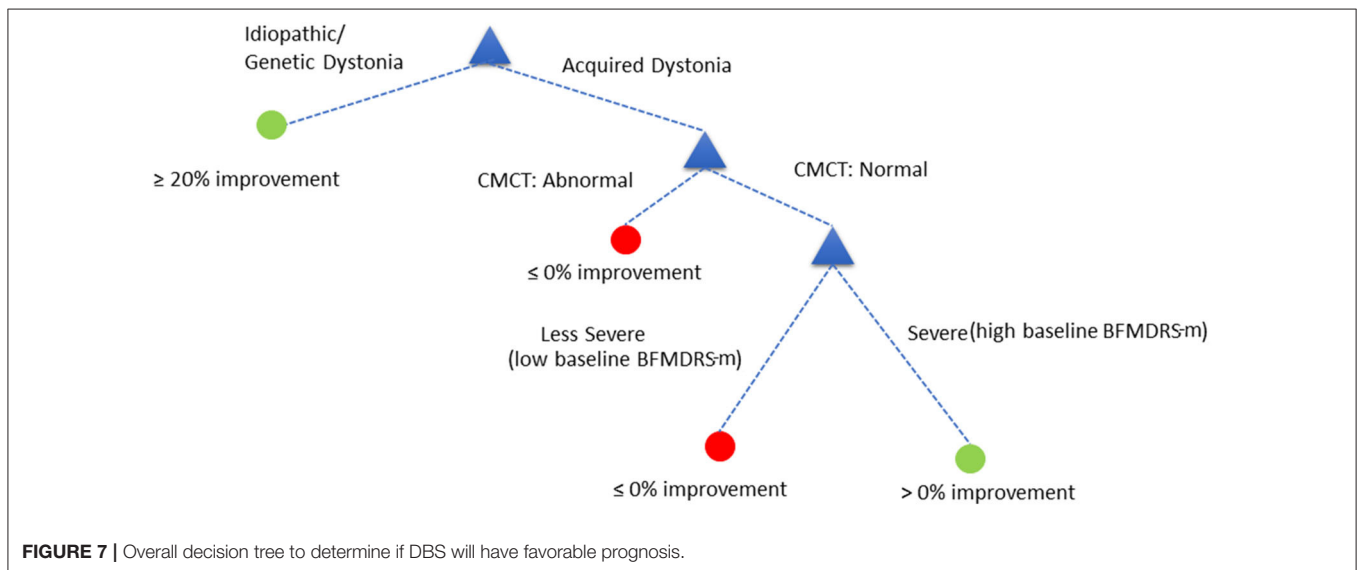 Idiopathic/
Genetic Dystonia
Acquired Dystonia
≥ 20% improvement
CMCT: Abnormal
CMCT: Normal
≤ 0% improvement
Less Severe
(low baseline BFMDRS-m)
Severe(high baseline BFMDRS-m)
≤ 0% improvement
> 0% improvement
FIGURE 7 | Overall decision tree to determine if DBS will have favorable prognosis.